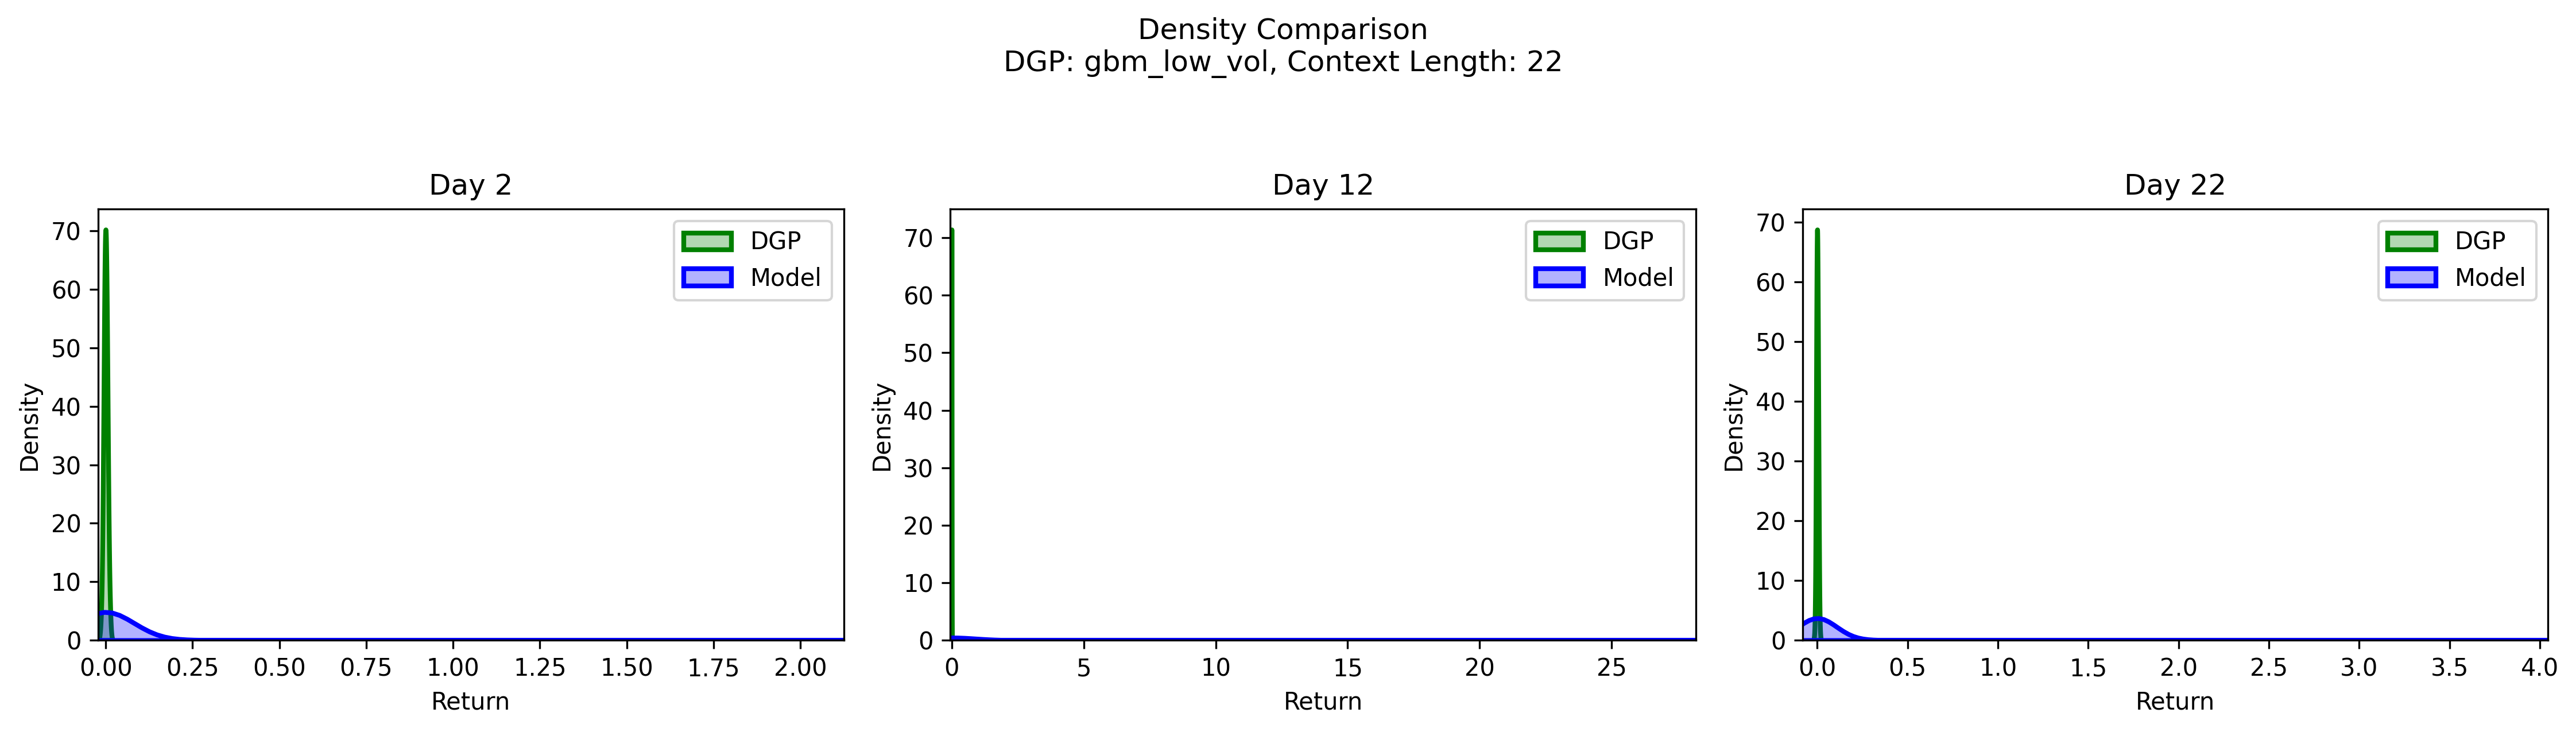 Density Comparison
DGP: gbm_low_vol, Context Length: 22
Day 2
Density
70
60
50
40
30
20
10
0
0.00 0.25 0.50 0.75 1.00 1.25 1.50 1.75 2.00
Return
DGP
Model
Day 12
Density
70
60
50
40
30
20
10
0
0 5 10 15 20 25
Return
DGP
Model
Day 22
Density
70
60
50
40
30
20
10
0
0.0 0.5 1.0 1.5 2.0 2.5 3.0 3.5 4.0
Return
DGP
Model